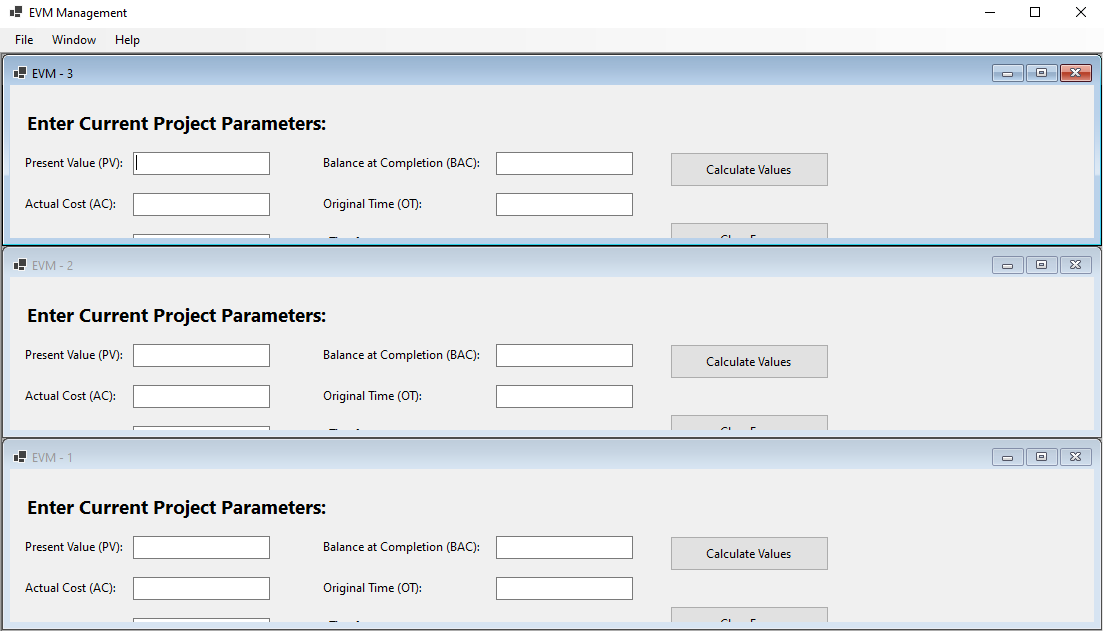 EVM Management
File Window Help
EVM - 3
Enter Current Project Parameters:
Present Value (PV): Balance at Completion (BAC): Calculate Values
Actual Cost (AC): Original Time (OT):
EVM - 2
Enter Current Project Parameters:
Present Value (PV): Balance at Completion (BAC): Calculate Values
Actual Cost (AC): Original Time (OT):
EVM - 1
Enter Current Project Parameters:
Present Value (PV): Balance at Completion (BAC): Calculate Values
Actual Cost (AC): Original Time (OT):